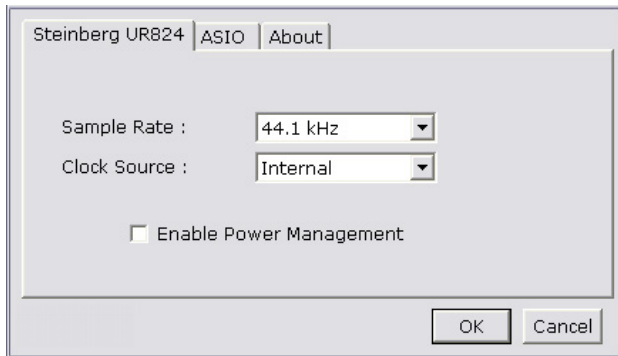 Steinberg UR824 ASIO About
Sample Rate : 44.1 kHz
Clock Source : Internal
Enable Power Management
OK Cancel